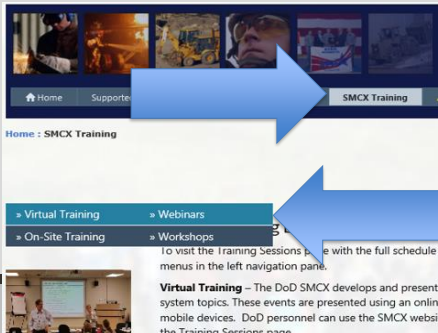 Home Supporte SMCX Training
Home : SMCX Training
» Virtual Training » Webinars
» On-Site Training » Workshops
To visit the Training Sessions with the full schedule
menus in the left navigation pane.
Virtual Training – The DoD SMCX develops and present
system topics. These events are presented using an onlin
mobile devices. DoD personnel can use the SMCX websi
the Training Sessions page.